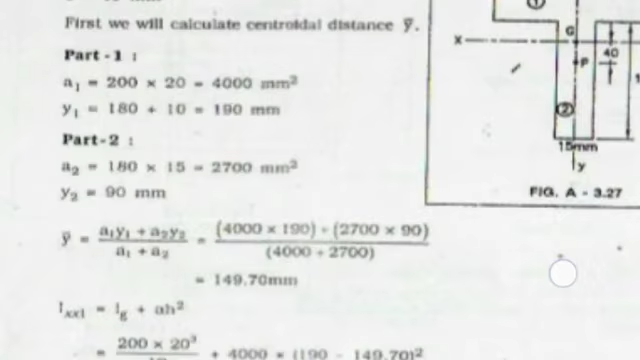 First we will calculate centroidal distance ȳ.
Part - 1 :
a₁ = 200 × 20 = 4000 mm²
y₁ = 180 + 10 = 190 mm
Part-2 :
a₂ = 180 × 15 = 2700 mm²
y₂ = 90 mm
ȳ = (a₁y₁ + a₂y₂) / (a₁ + a₂) = ((4000 × 190) + (2700 × 90)) / (4000 + 2700)
= 149.70mm
Iₓₓ₁ = I_g + ah²
= 200 × 20³ + 4000 × (190 - 149.70)²
①
X
G
40
P
②
15mm
y
FIG. A - 3.27